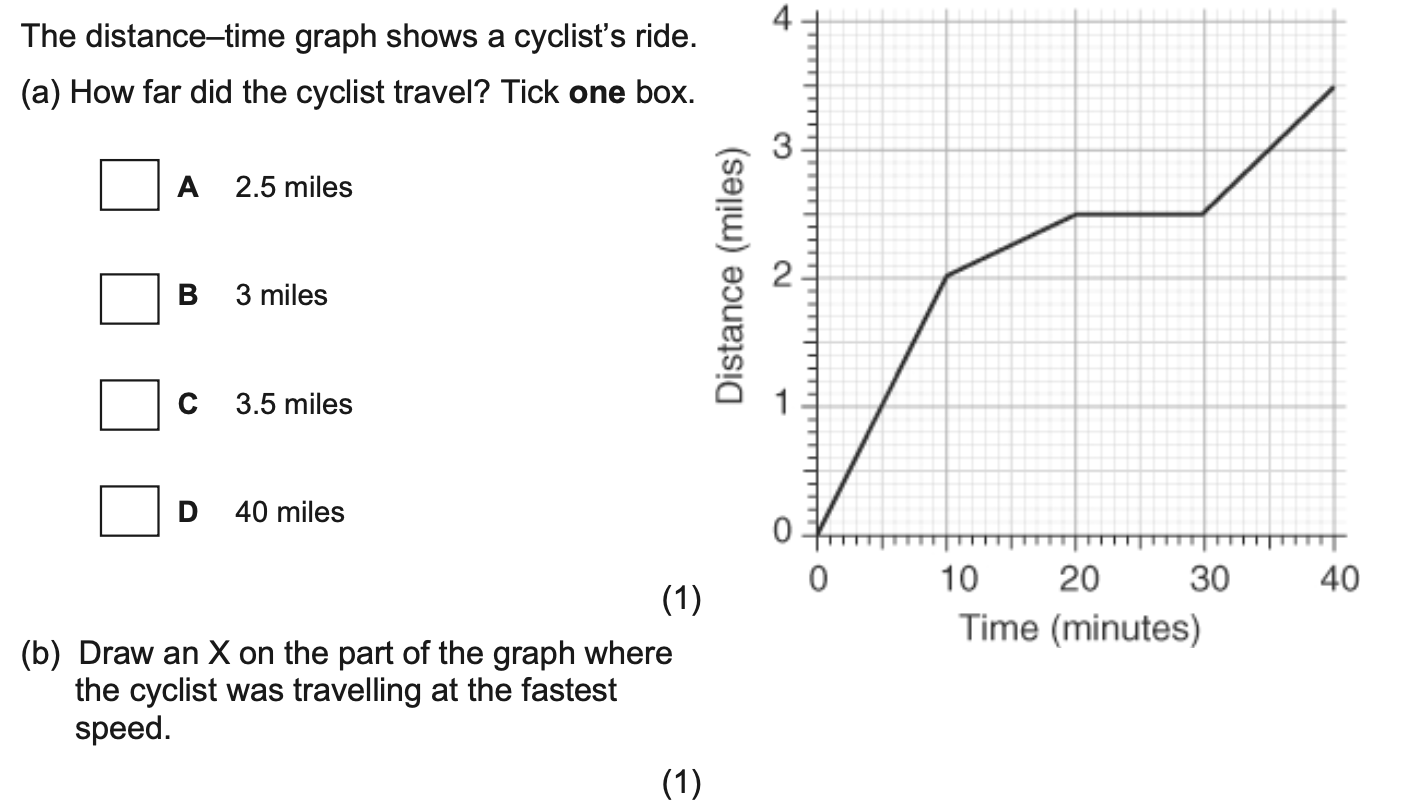 The distance–time graph shows a cyclist's ride.
(a) How far did the cyclist travel? Tick one box.
A 2.5 miles
B 3 miles
C 3.5 miles
D 40 miles
(1)
(b) Draw an X on the part of the graph where
the cyclist was travelling at the fastest
speed.
(1)
Distance (miles)
4
3
2
1
0
0 10 20 30 40
Time (minutes)